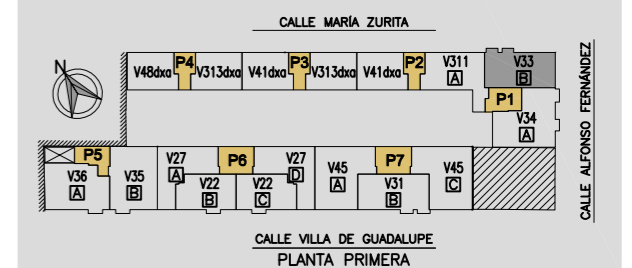 CALLE MARÍA ZURITA
CALLE ALFONSO FERNÁNDEZ
N
P4 P3 P2 V311 V33
V48dxa V313dxa V41dxa V313dxa V41dxa A B
P1
V34
A
P5 V27 P6 V27 P7
V36 V35 A V22 V22 D V45 V31 V45
A B B C A B C
CALLE VILLA DE GUADALUPE
PLANTA PRIMERA